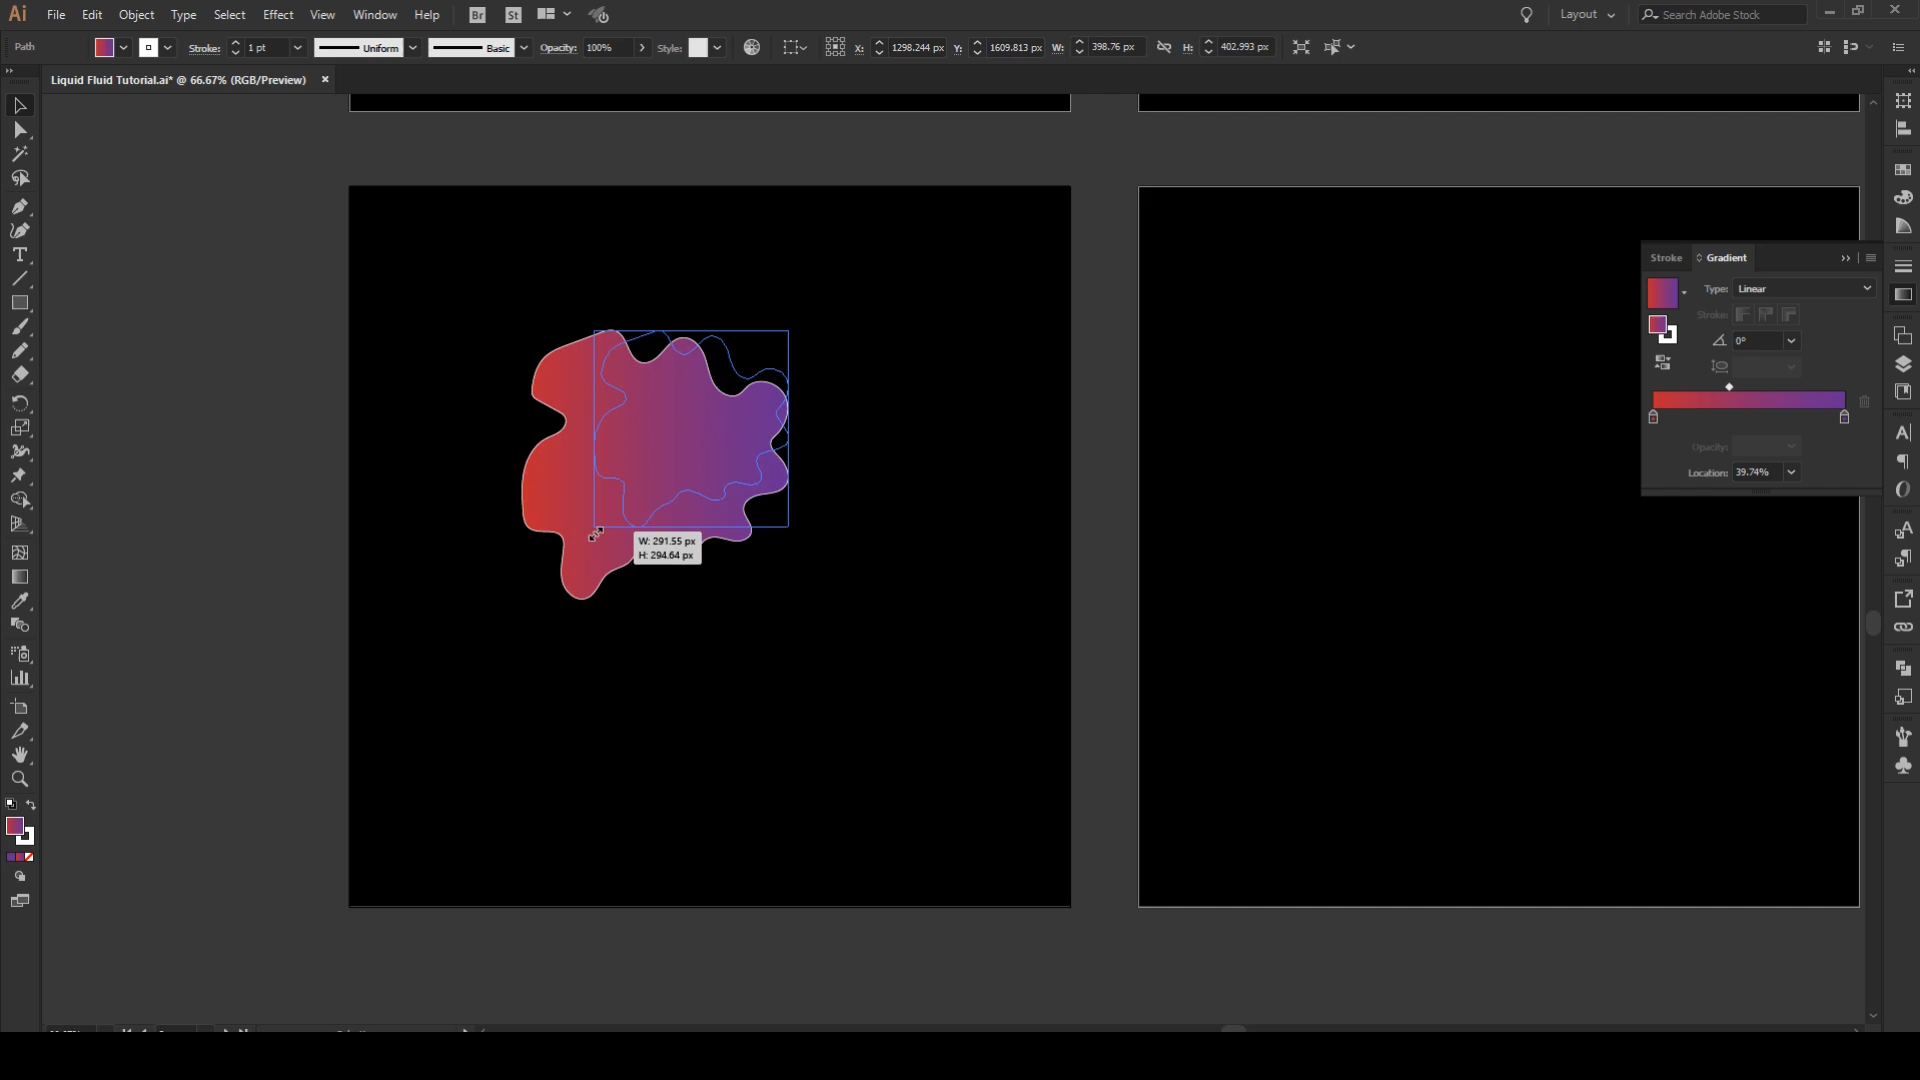 Ai File Edit Object Type Select Effect View Window Help Br St Layout Search Adobe Stock
Path Stroke: 1 pt Uniform Basic Opacity: 100% Style: X: 1298.244 px Y: 1609.813 px W: 398.76 px H: 402.993 px
Liquid Fluid Tutorial.ai* @ 66.67% (RGB/Preview)
Stroke Gradient
Type: Linear
Stroke:
0°
Opacity:
Location: 39.74%
W: 291.55 px
H: 294.64 px